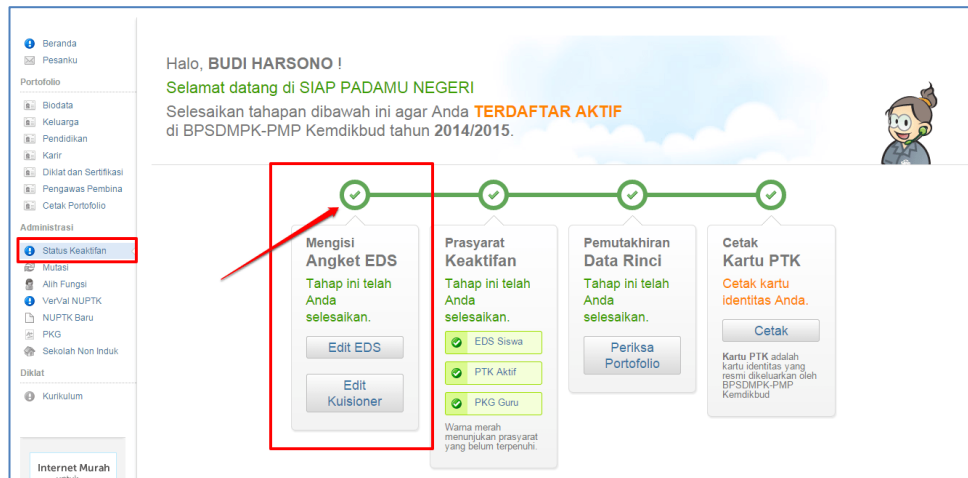 Beranda
Pesanku
Portofolio
Biodata
Keluarga
Pendidikan
Karir
Diklat dan Sertifikasi
Pengawas Pembina
Cetak Portofolio
Administrasi
Status Keaktifan
Mutasi
Alih Fungsi
VerVal NUPTK
NUPTK Baru
PKG
Sekolah Non Induk
Diklat
Kurikulum
Internet Murah
Halo, BUDI HARSONO !
Selamat datang di SIAP PADAMU NEGERI
Selesaikan tahapan dibawah ini agar Anda TERDAFTAR AKTIF
di BPSDMPK-PMP Kemdikbud tahun 2014/2015.
Mengisi
Angket EDS
Tahap ini telah
Anda
selesaikan.
Edit EDS
Edit
Kuisioner
Prasyarat
Keaktifan
Tahap ini telah
Anda
selesaikan.
EDS Siswa
PTK Aktif
PKG Guru
Warna merah
menunjukan prasyarat
yang belum terpenuhi.
Pemutakhiran
Data Rinci
Tahap ini telah
Anda
selesaikan.
Periksa
Portofolio
Cetak
Kartu PTK
Cetak kartu
identitas Anda.
Cetak
Kartu PTK adalah
kartu identitas yang
resmi dikeluarkan oleh
BPSDMPK-PMP
Kemdikbud